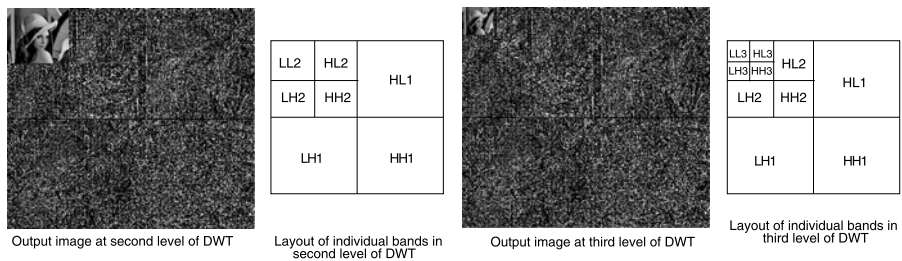 LL2 HL2
HL1
LH2 HH2
LH1 HH1
Output image at second level of DWT
Layout of individual bands in
second level of DWT
LL3 HL3
LH3 HH3
HL2
HL1
LH2 HH2
LH1 HH1
Output image at third level of DWT
Layout of individual bands in
third level of DWT